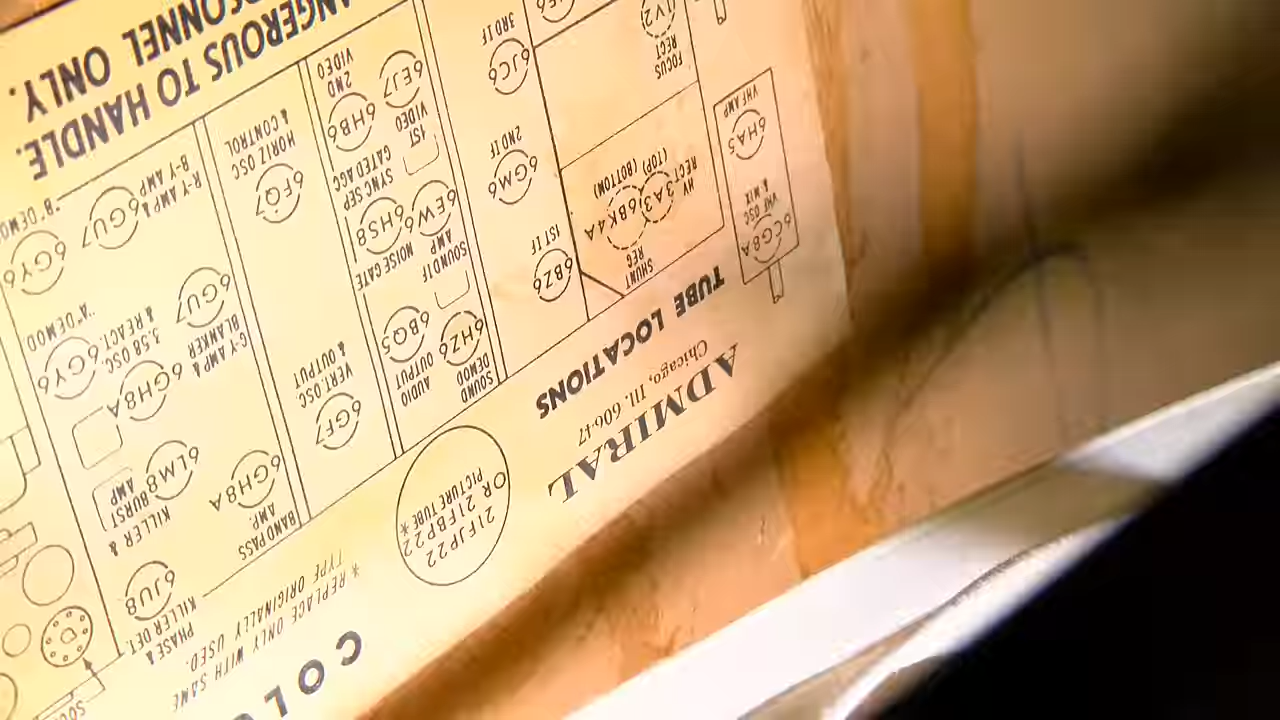 ADMIRAL
Chicago, Ill. 60647
TUBE LOCATIONS
* REPLACE ONLY WITH SAME
TYPE ORIGINALLY USED.
21FJP22
OR 21FBP22
PICTURE TUBE *
6CG8A
VHF OSC
& MIX
6HA5
VHF AMP
SHUNT
REG
6BK4A
3A3
HV
RECT
(TOP) (BOTTOM)
FOCUS
RECT
1V2
6BZ6
1ST IF
6GM6
2ND IF
6JC6
3RD IF
SOUND
DEMOD
6HZ6
AUDIO
OUTPUT
6BQ5
SOUND IF
AMP
6EW6
NOISE GATE
6HS8
SYNC SEP
GATED AGC
1ST
VIDEO
6EJ7
6HB6
2ND
VIDEO
6GF7
VERT. OSC
& OUTPUT
6FQ7
HORIZ OSC
& CONTROL
BANDPASS
AMP.
6GH8A
6LM8
KILLER &
BURST
AMP
PHASE &
KILLER DET.
6JU8
6GH8A
3.58 OSC.
& REACT.
G-Y AMP &
BLANKER
6GU7
6GY6
"A" DEMOD.
R-Y AMP &
B-Y AMP
6GU7
6GY6
"B" DEMOD
TO HANDLE.
ONLY.